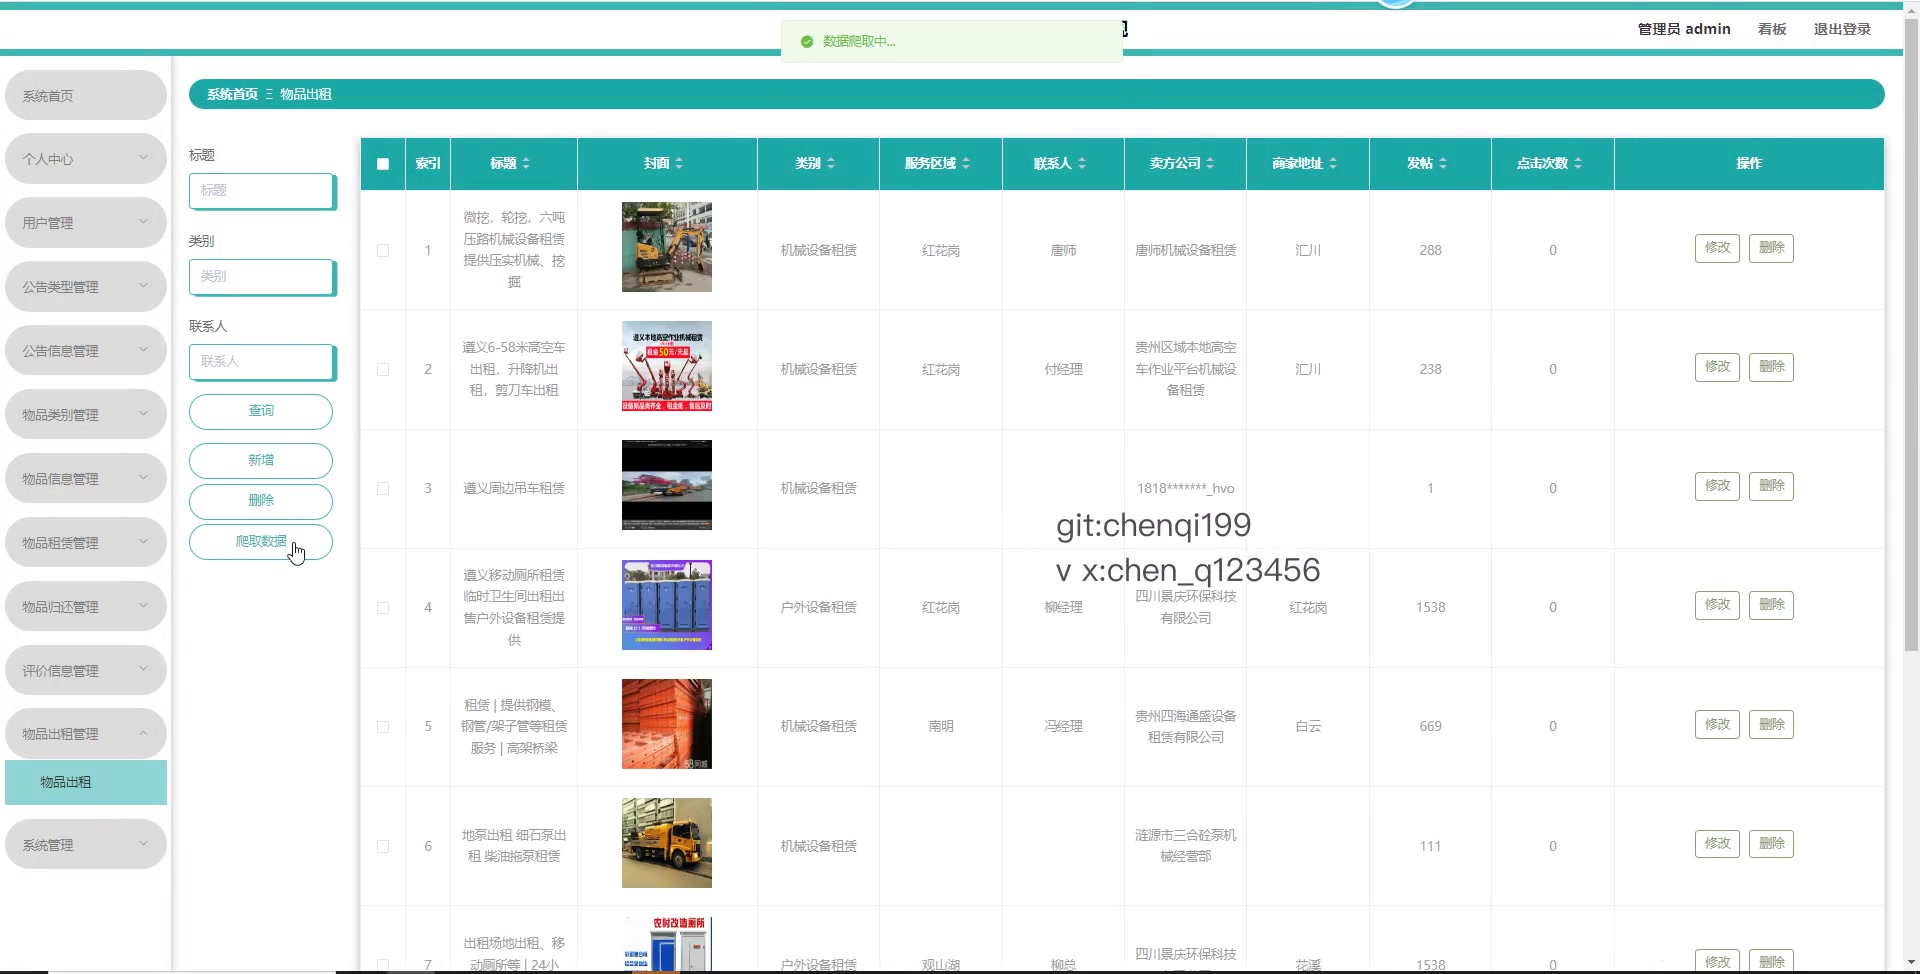 数据爬取中...
管理员 admin
看板
退出登录
系统首页
个人中心
用户管理
公告类型管理
公告信息管理
物品类别管理
物品信息管理
物品租赁管理
物品归还管理
评价信息管理
物品出租管理
物品出租
系统管理
系统首页 Ξ 物品出租
标题
标题
类别
类别
联系人
联系人
查询
新增
删除
爬取数据
索引 标题 封面 类别 服务区域 联系人 卖方公司 商家地址 发帖 点击次数 操作
1
微挖，轮挖，六吨
压路机械设备租赁
提供压实机械、挖
掘
机械设备租赁 红花岗 唐师 唐师机械设备租赁 汇川 288 0 修改 删除
2
遵义6-58米高空车
出租，升降机出
租，剪刀车出租
遵义本地高空作业机械租赁
租金50元/天起
设备新品类齐全，租金低，售后及时
机械设备租赁 红花岗 付经理
贵州区域本地高空
车作业平台机械设
备租赁
汇川 238 0 修改 删除
3 遵义周边吊车租赁 机械设备租赁 1818*******_hvo 1 0 修改 删除
git:chenqi199
v x:chen_q123456
4
遵义移动厕所租赁
临时卫生间出租出
售户外设备租赁提
供
户外设备租赁 红花岗 柳经理
四川景庆环保科技
有限公司
红花岗 1538 0 修改 删除
5
租赁 | 提供钢模、
钢管/架子管等租赁
服务 | 高架桥梁
58同城
机械设备租赁 南明 冯经理
贵州四海通盛设备
租赁有限公司
白云 669 0 修改 删除
6
地泵出租 细石泵出
租 柴油拖泵租赁
机械设备租赁
涟源市三合砼泵机
械经营部
111 0 修改 删除
7
出租场地出租、移
动厕所等 | 24小
农村改造厕所
户外设备租赁 观山湖 柳总
四川景庆环保科技
花溪 1538 0 修改 删除